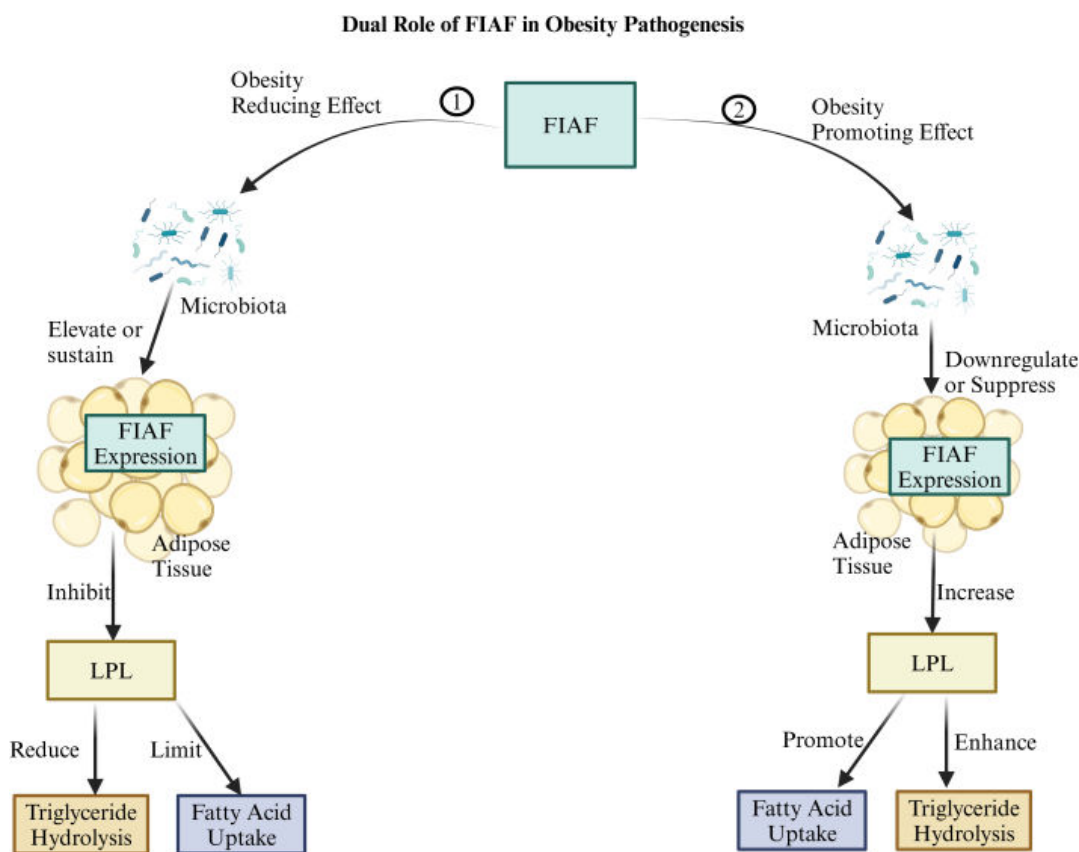 Dual Role of FIAF in Obesity Pathogenesis
Obesity
Reducing Effect
1
FIAF
2
Obesity
Promoting Effect
Microbiota
Elevate or
sustain
FIAF
Expression
Adipose
Tissue
Inhibit
LPL
Reduce
Limit
Triglyceride
Hydrolysis
Fatty Acid
Uptake
Microbiota
Downregulate
or Suppress
FIAF
Expression
Adipose
Tissue
Increase
LPL
Promote
Enhance
Fatty Acid
Uptake
Triglyceride
Hydrolysis